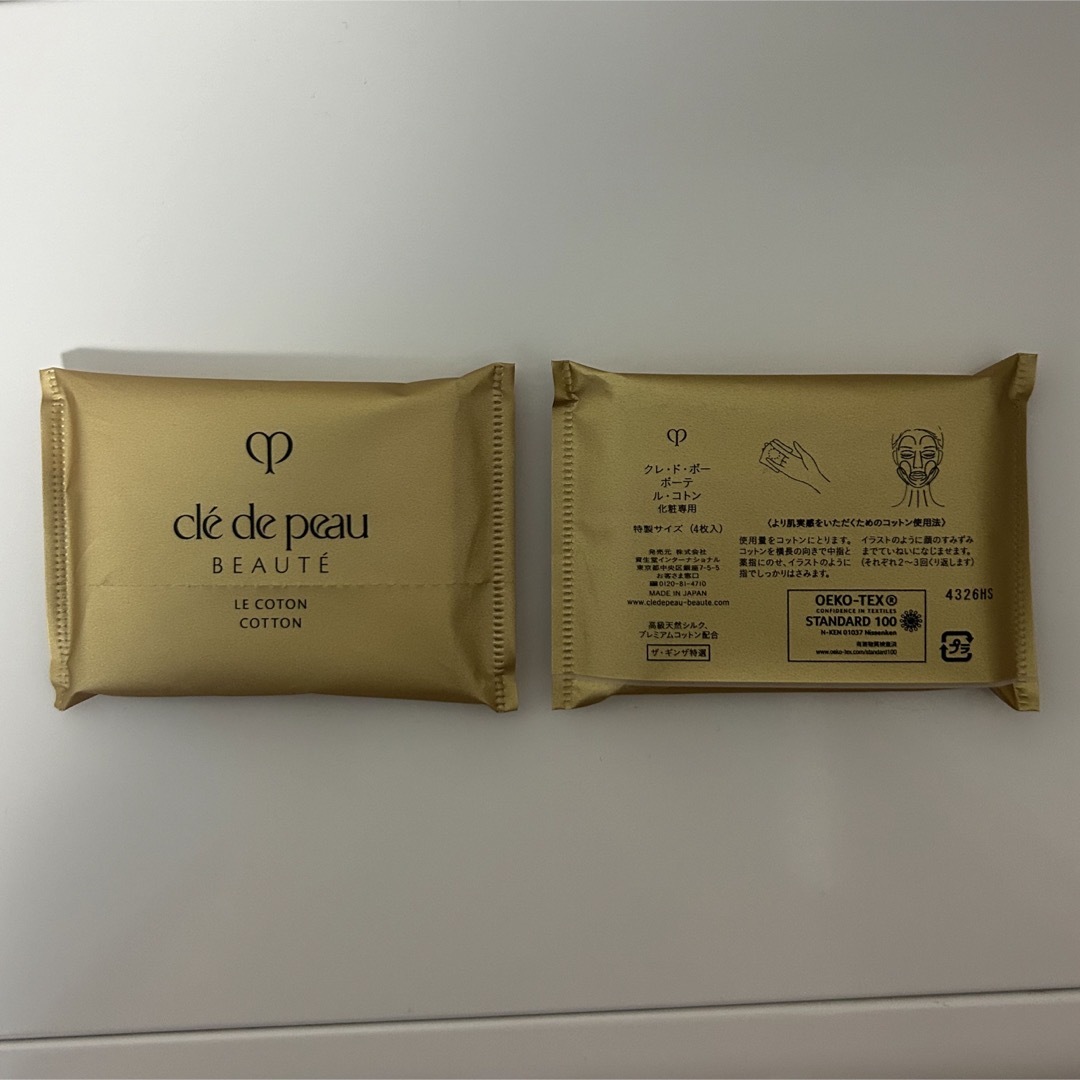 clé de peau
BEAUTÉ
LE COTON
COTTON
クレ・ド・ポー
ボーテ
ル・コトン
化粧専用
特製サイズ (4枚入)
発売元 株式会社
資生堂インターナショナル
東京都中央区銀座7-5-5
お客さま窓口
0120-81-4710
MADE IN JAPAN
www.cledepeau-beaute.com
高級天然シルク、
プレミアムコットン配合
ザ・ギンザ特選
〈より肌実感をいただくためのコットン使用法〉
使用量をコットンにとります。
コットンを横長の向きで中指と
薬指にのせ、イラストのように
指でしっかりはさみます。
イラストのように顔のすみずみ
までていねいになじませます。
(それぞれ2〜3回くり返します)
OEKO-TEX®
CONFIDENCE IN TEXTILES
STANDARD 100
N-KEN 01037 Nissenken
有害物質検査済
www.oeko-tex.com/standard100
4326HS
プラ